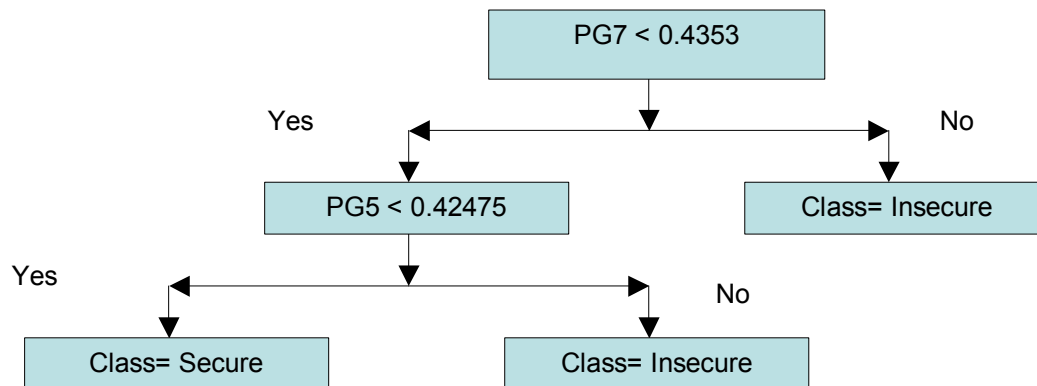 PG7 < 0.4353
Yes
No
PG5 < 0.42475
Class= Insecure
Yes
No
Class= Secure
Class= Insecure